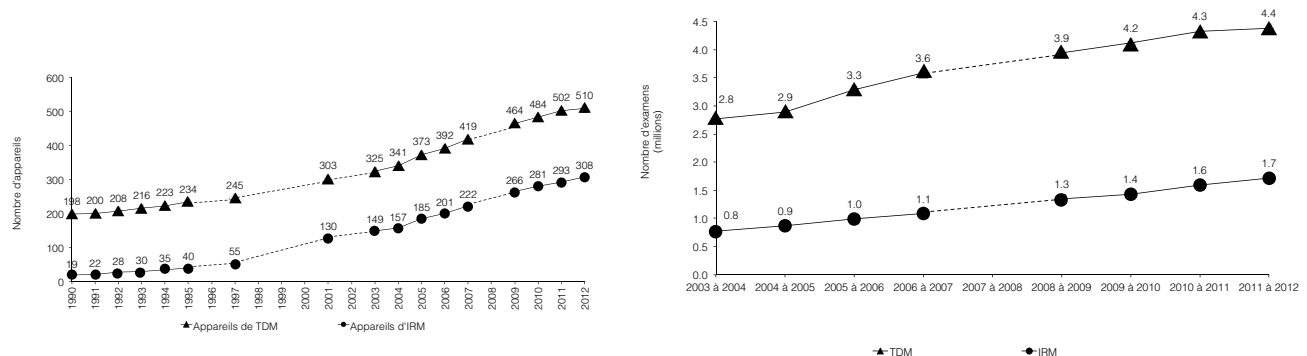 Nombre d'appareils
600
500
400
300
200
100
0
198 200 208 216 223 234 245 303 325 341 373 392 419 464 484 502 510
19 22 28 30 35 40 55 130 149 157 185 201 222 266 281 293 308
1990 1991 1992 1993 1994 1995 1996 1997 1998 1999 2000 2001 2002 2003 2004 2005 2006 2007 2008 2009 2010 2011 2012
Appareils de TDM Appareils d'IRM
Nombre d'examens
(millions)
4.5
4.0
3.5
3.0
2.5
2.0
1.5
1.0
0.5
0.0
2.8 2.9 3.3 3.6 3.9 4.2 4.3 4.4
0.8 0.9 1.0 1.1 1.3 1.4 1.6 1.7
2003 à 2004 2004 à 2005 2005 à 2006 2006 à 2007 2007 à 2008 2008 à 2009 2009 à 2010 2010 à 2011 2011 à 2012
TDM IRM